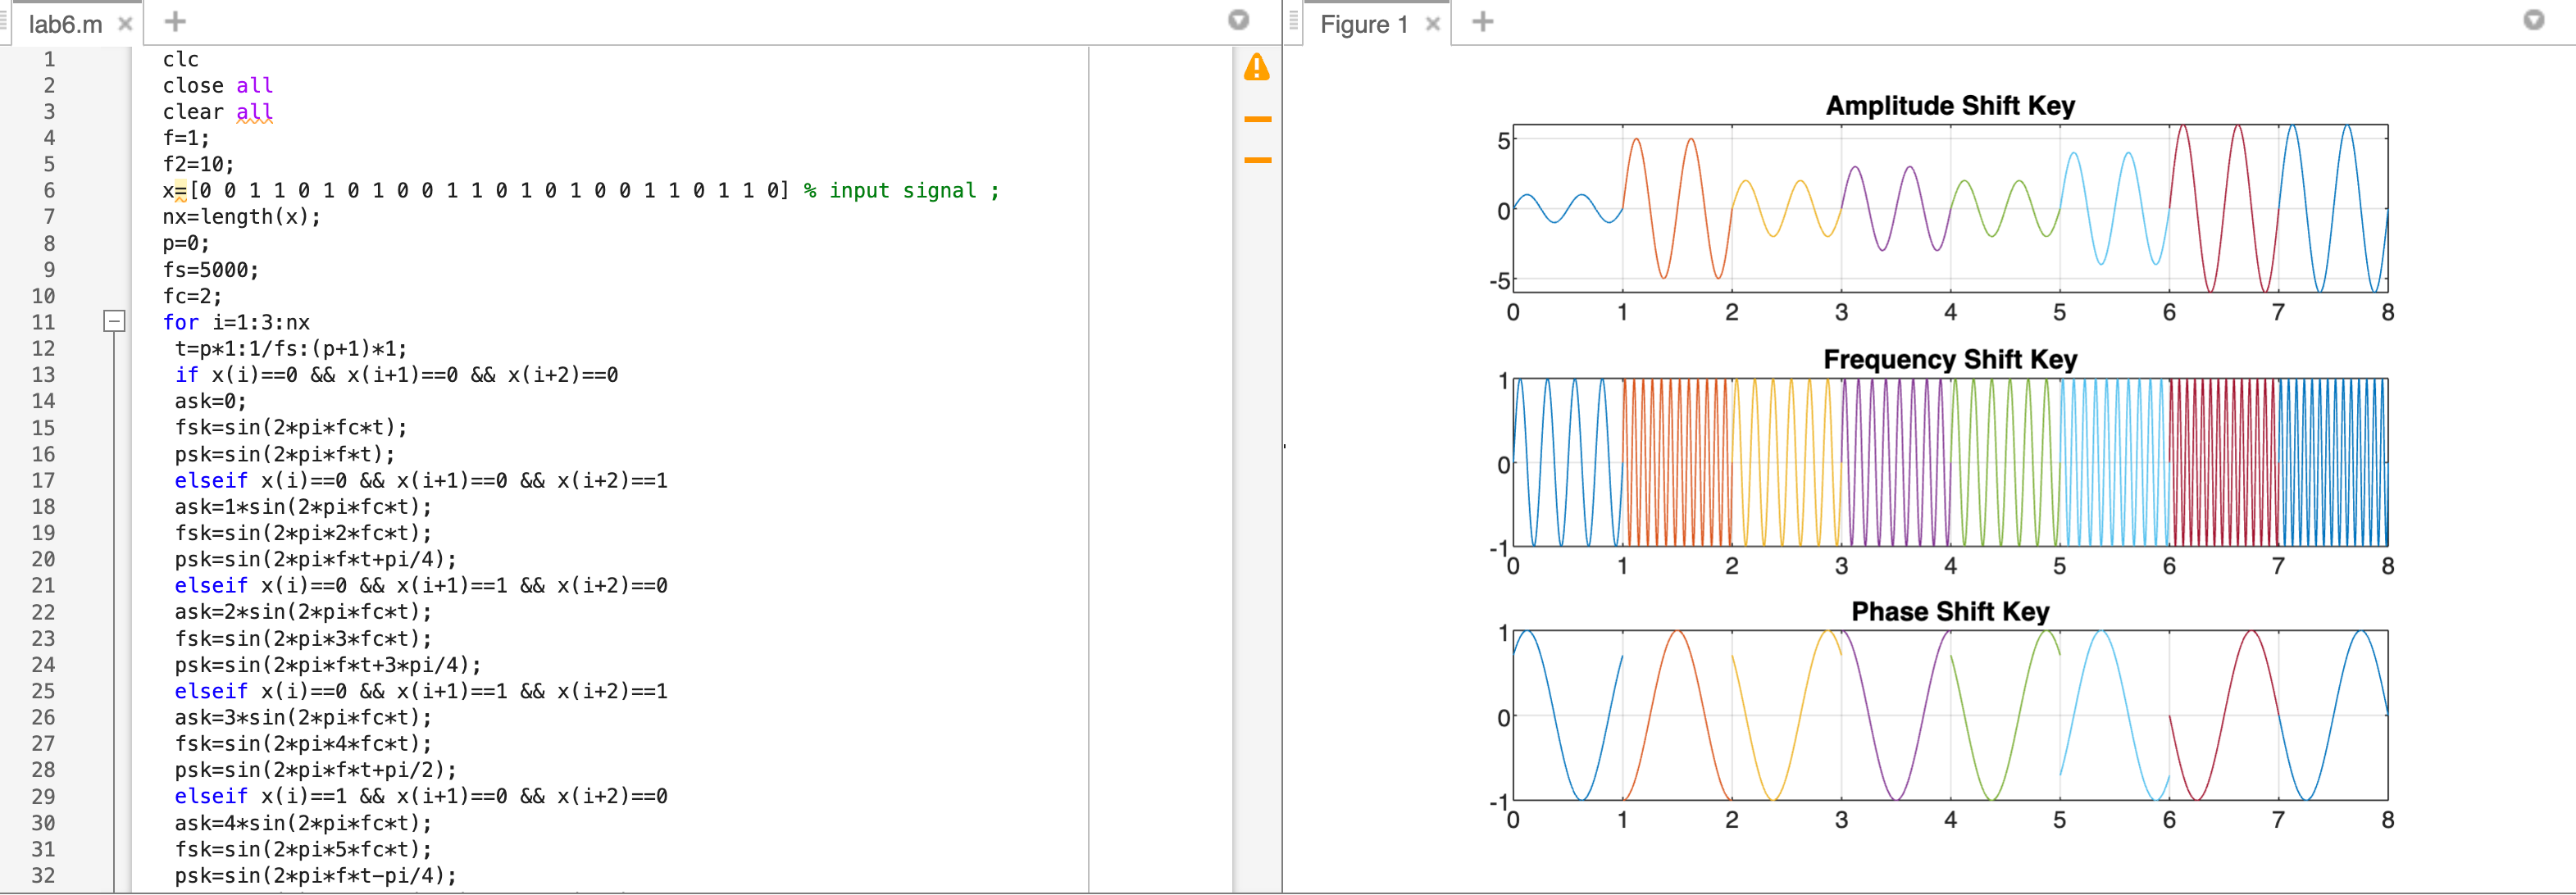 lab6.m
1 clc
2 close all
3 clear all
4 f=1;
5 f2=10;
6 x=[0 0 1 1 0 1 0 1 0 0 1 1 0 1 0 1 0 0 1 1 0 1 1 0] % input signal ;
7 nx=length(x);
8 p=0;
9 fs=5000;
10 fc=2;
11 for i=1:3:nx
12 t=p*1:1/fs:(p+1)*1;
13 if x(i)==0 && x(i+1)==0 && x(i+2)==0
14 ask=0;
15 fsk=sin(2*pi*fc*t);
16 psk=sin(2*pi*f*t);
17 elseif x(i)==0 && x(i+1)==0 && x(i+2)==1
18 ask=1*sin(2*pi*fc*t);
19 fsk=sin(2*pi*2*fc*t);
20 psk=sin(2*pi*f*t+pi/4);
21 elseif x(i)==0 && x(i+1)==1 && x(i+2)==0
22 ask=2*sin(2*pi*fc*t);
23 fsk=sin(2*pi*3*fc*t);
24 psk=sin(2*pi*f*t+3*pi/4);
25 elseif x(i)==0 && x(i+1)==1 && x(i+2)==1
26 ask=3*sin(2*pi*fc*t);
27 fsk=sin(2*pi*4*fc*t);
28 psk=sin(2*pi*f*t+pi/2);
29 elseif x(i)==1 && x(i+1)==0 && x(i+2)==0
30 ask=4*sin(2*pi*fc*t);
31 fsk=sin(2*pi*5*fc*t);
32 psk=sin(2*pi*f*t-pi/4);
Figure 1
Amplitude Shift Key
5
0
-5
0 1 2 3 4 5 6 7 8
Frequency Shift Key
1
0
-1
0 1 2 3 4 5 6 7 8
Phase Shift Key
1
0
-1
0 1 2 3 4 5 6 7 8